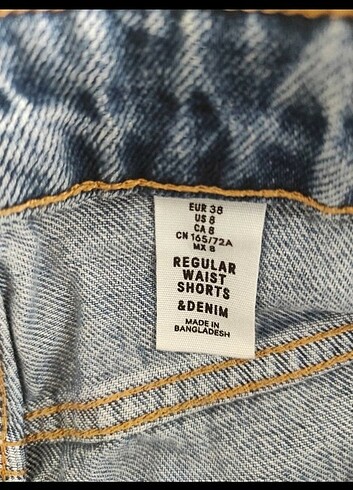 EUR 38
US 8
CA 8
CN 165/72A
MX 8
REGULAR
WAIST
SHORTS
&DENIM
MADE IN
BANGLADESH